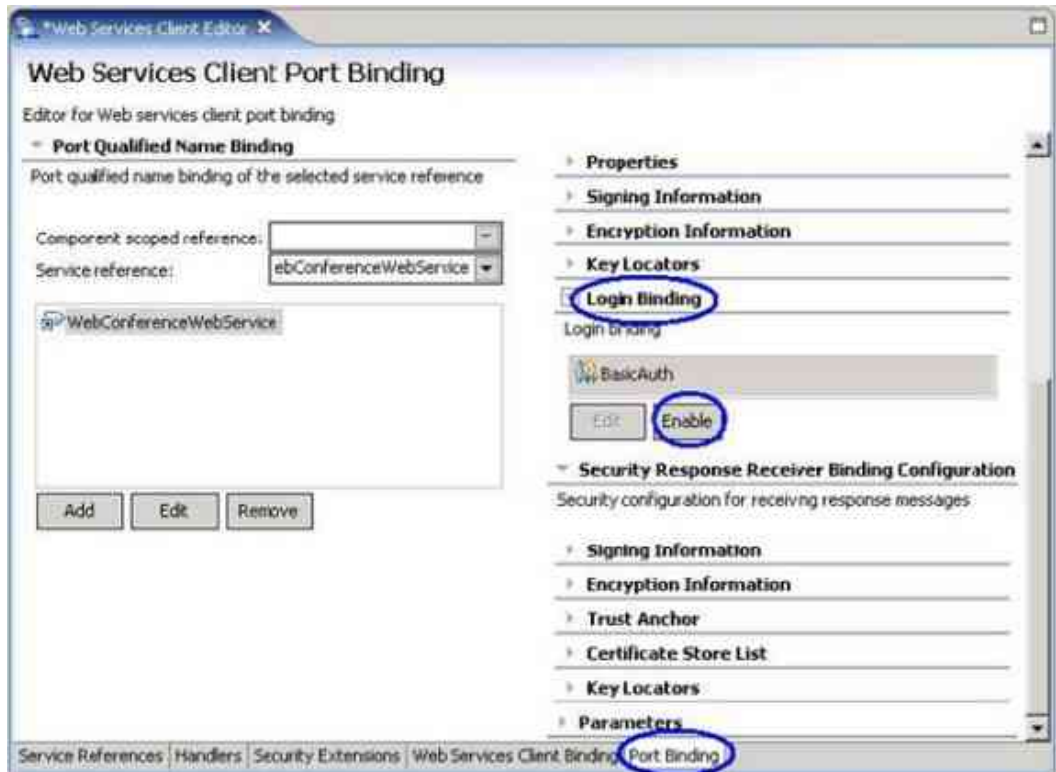 *Web Services Client Editor
Web Services Client Port Binding
Editor for Web services client port binding
Port Qualified Name Binding
Port qualified name binding of the selected service reference
Component scoped reference:
Service reference:
ebConferenceWebService
WebConferenceWebService
Add
Edit
Remove
Properties
Signing Information
Encryption Information
Key Locators
Login Binding
Login binding
BasicAuth
Edit
Enable
Security Response Receiver Binding Configuration
Security configuration for receiving response messages
Signing Information
Encryption Information
Trust Anchor
Certificate Store List
Key Locators
Parameters
Service References
Handlers
Security Extensions
Web Services Client Binding
Port Binding